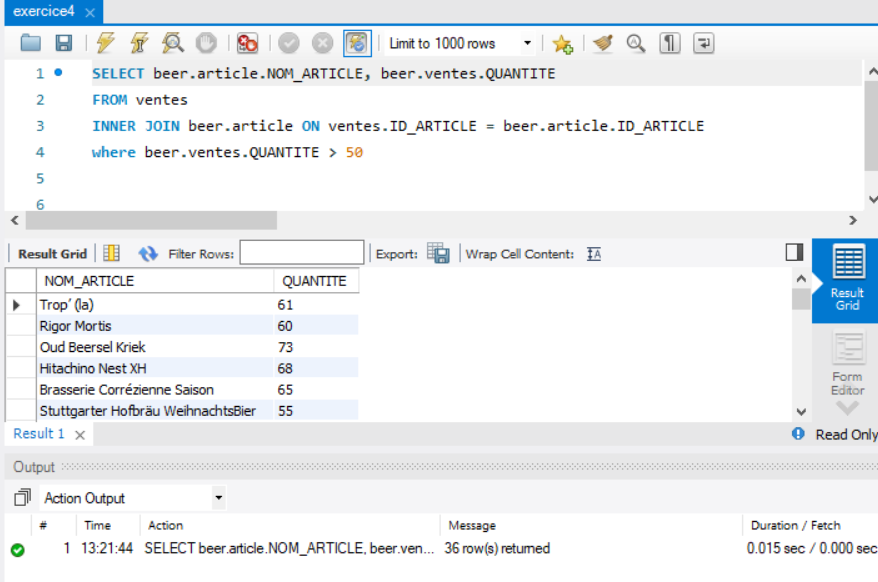 exercice4
Limit to 1000 rows
1 SELECT beer.article.NOM_ARTICLE, beer.ventes.QUANTITE
2 FROM ventes
3 INNER JOIN beer.article ON ventes.ID_ARTICLE = beer.article.ID_ARTICLE
4 where beer.ventes.QUANTITE > 50
5
6
Result Grid Filter Rows: Export: Wrap Cell Content:
NOM_ARTICLE QUANTITE
Trop' (la) 61
Rigor Mortis 60
Oud Beersel Kriek 73
Hitachino Nest XH 68
Brasserie Corrézienne Saison 65
Stuttgarter Hofbräu WeihnachtsBier 55
Result
Grid
Form
Editor
Result 1 Read Only
Output
Action Output
# Time Action Message Duration / Fetch
1 13:21:44 SELECT beer.article.NOM_ARTICLE, beer.ven... 36 row(s) returned 0.015 sec / 0.000 sec